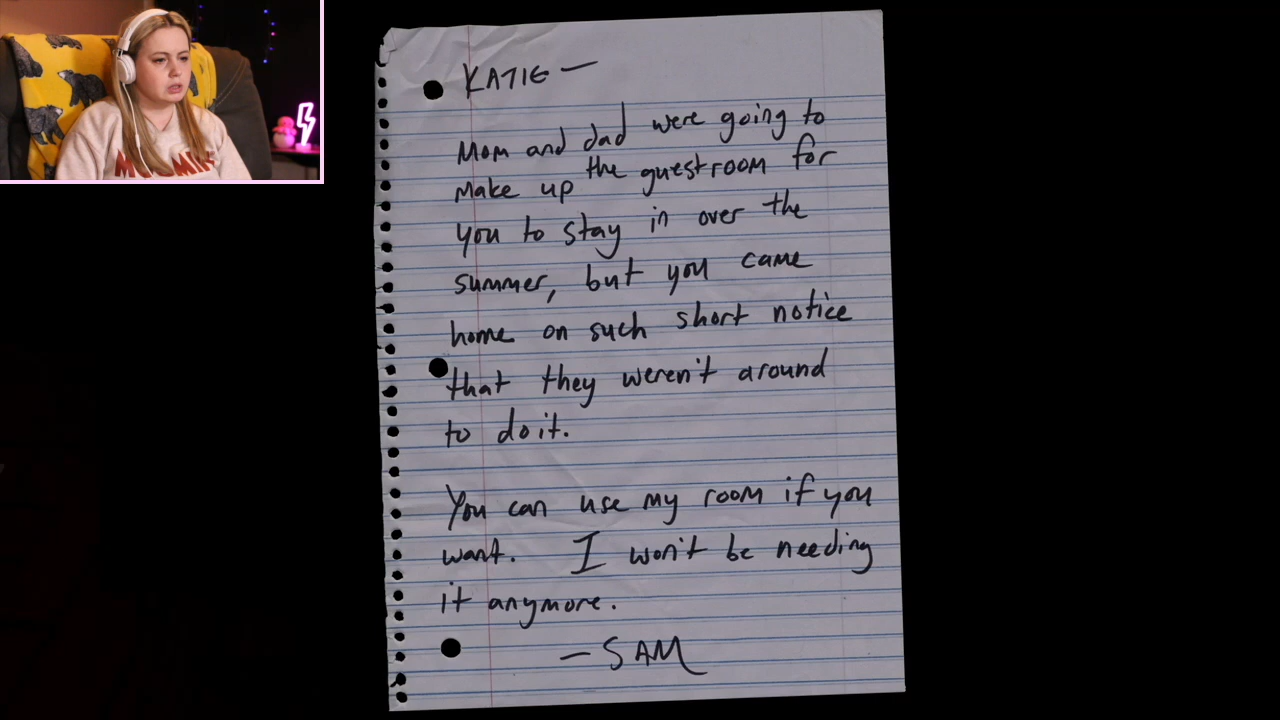 KATIE —
Mom and dad were going to
make up the guestroom for
you to stay in over the
summer, but you came
home on such short notice
that they weren't around
to do it.
You can use my room if you
want. I won't be needing
it anymore.
— SAM